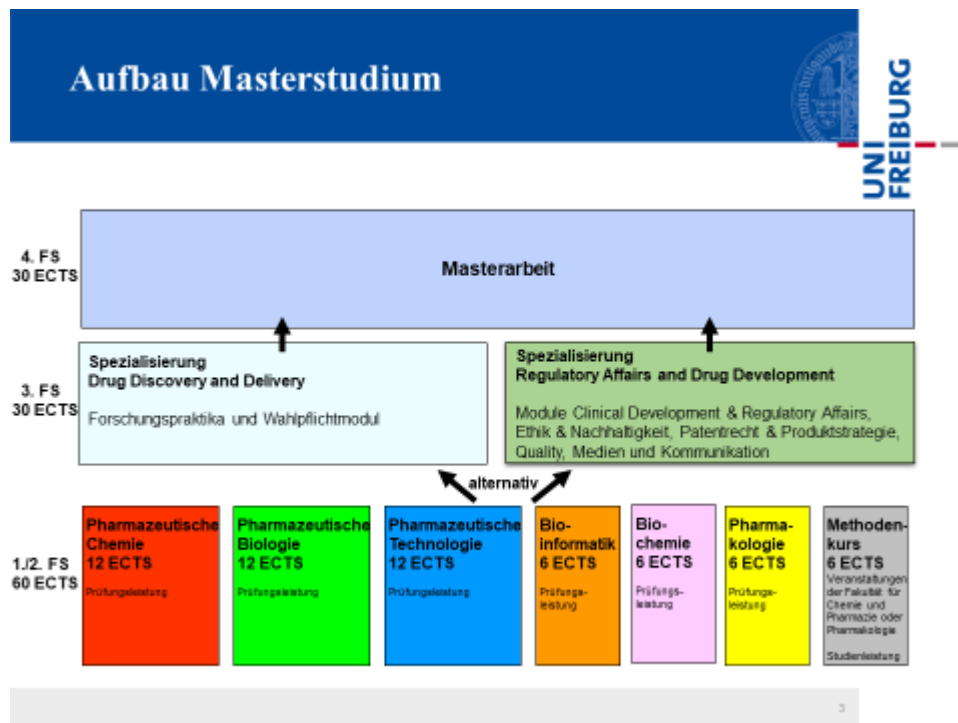 Aufbau Masterstudium
UNI
FREIBURG
4. FS
30 ECTS
Masterarbeit
3. FS
30 ECTS
Spezialisierung
Drug Discovery and Delivery
Forschungspraktika und Wahlpflichtmodul
Spezialisierung
Regulatory Affairs and Drug Development
Module Clinical Development & Regulatory Affairs,
Ethik & Nachhaltigkeit, Patentrecht & Produktstrategie,
Quality, Medien und Kommunikation
alternativ
1./2. FS
60 ECTS
Pharmazeutische
Chemie
12 ECTS
Prüfungsleistung
Pharmazeutische
Biologie
12 ECTS
Prüfungsleistung
Pharmazeutische
Technologie
12 ECTS
Prüfungsleistung
Bio-
informatik
6 ECTS
Prüfungs-
leistung
Bio-
chemie
6 ECTS
Prüfungs-
leistung
Pharma-
kologie
6 ECTS
Prüfungs-
leistung
Methoden-
kurs
6 ECTS
Veranstaltungen
der Fakultät für
Chemie und
Pharmazie oder
Pharmakologie
Studienleistung
3